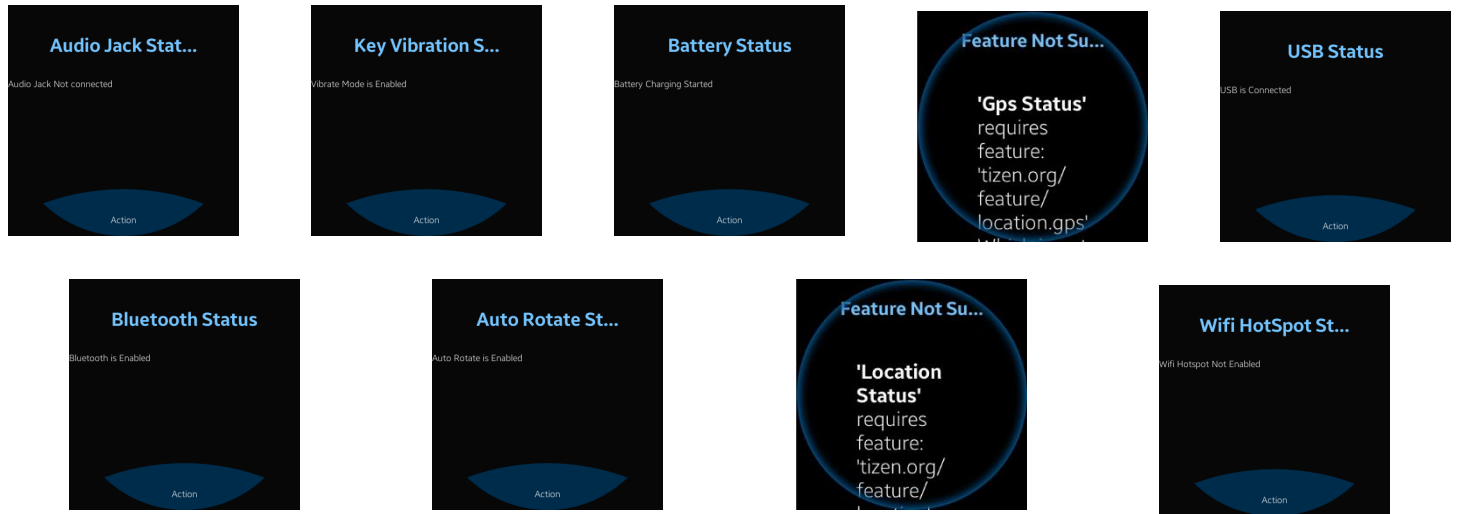 Audio Jack Stat...
Audio Jack Not connected
Action
Key Vibration S...
Vibrate Mode is Enabled
Action
Battery Status
Battery Charging Started
Action
Feature Not Su...
'Gps Status'
requires
feature:
'tizen.org/
feature/
location.gps'
USB Status
USB is Connected
Action
Bluetooth Status
Bluetooth is Enabled
Action
Auto Rotate St...
Auto Rotate is Enabled
Action
Feature Not Su...
'Location
Status'
requires
feature:
'tizen.org/
feature/
Wifi HotSpot St...
Wifi Hotspot Not Enabled
Action